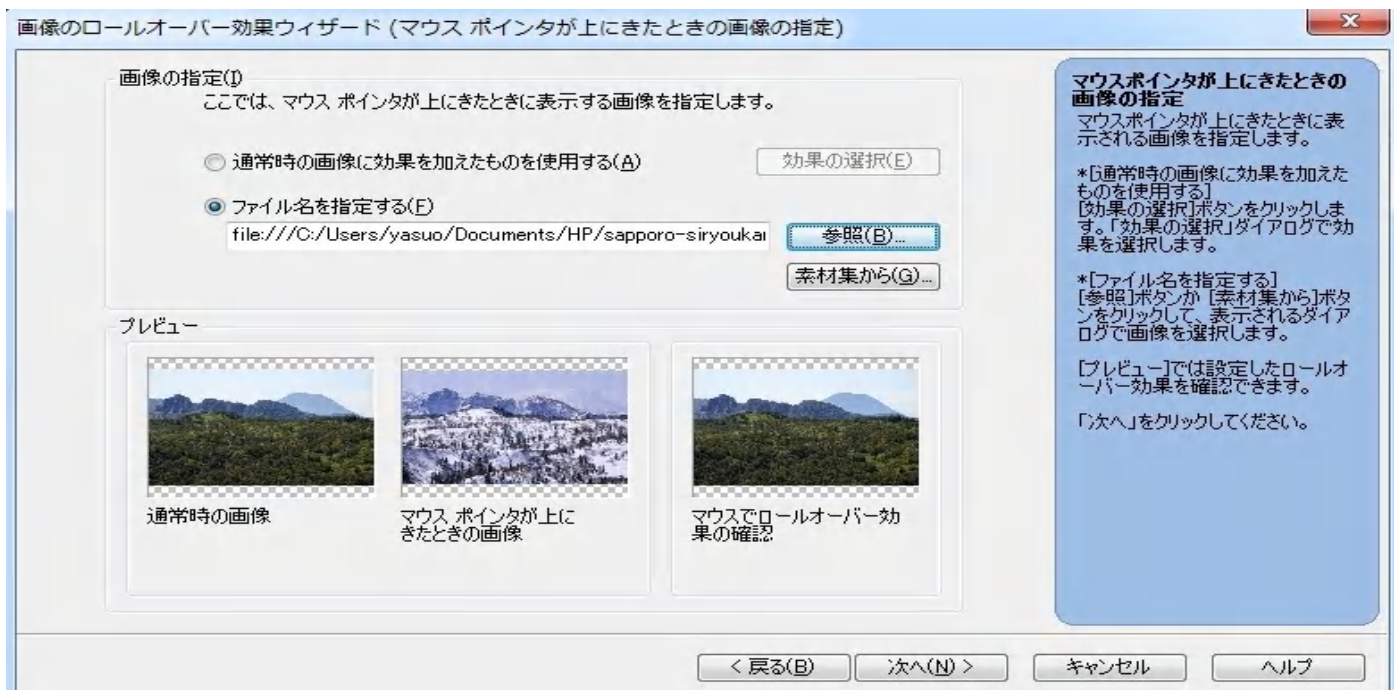 画像のロールオーバー効果ウィザード (マウス ポインタが上にきたときの画像の指定)
画像の指定(I)
ここでは、マウス ポインタが上にきたときに表示する画像を指定します。
通常時の画像に効果を加えたものを使用する(A)
効果の選択(E)
ファイル名を指定する(F)
file:///C:/Users/yasuo/Documents/HP/sapporo-siryoukan
参照(B)...
素材集から(G)...
プレビュー
通常時の画像
マウス ポインタが上に
きたときの画像
マウスでロールオーバー効
果の確認
マウスポインタが上にきたときの
画像の指定
マウスポインタが上にきたときに表
示される画像を指定します。
*[通常時の画像に効果を加えた
ものを使用する]
[効果の選択]ボタンをクリックしま
す。「効果の選択」ダイアログで効
果を選択します。
*[ファイル名を指定する]
[参照]ボタンか [素材集から]ボタ
ンをクリックして、表示されるダイア
ログで画像を選択します。
[プレビュー]では設定したロールオ
ーバー効果を確認できます。
「次へ」をクリックしてください。
< 戻る(B)
次へ(N) >
キャンセル
ヘルプ